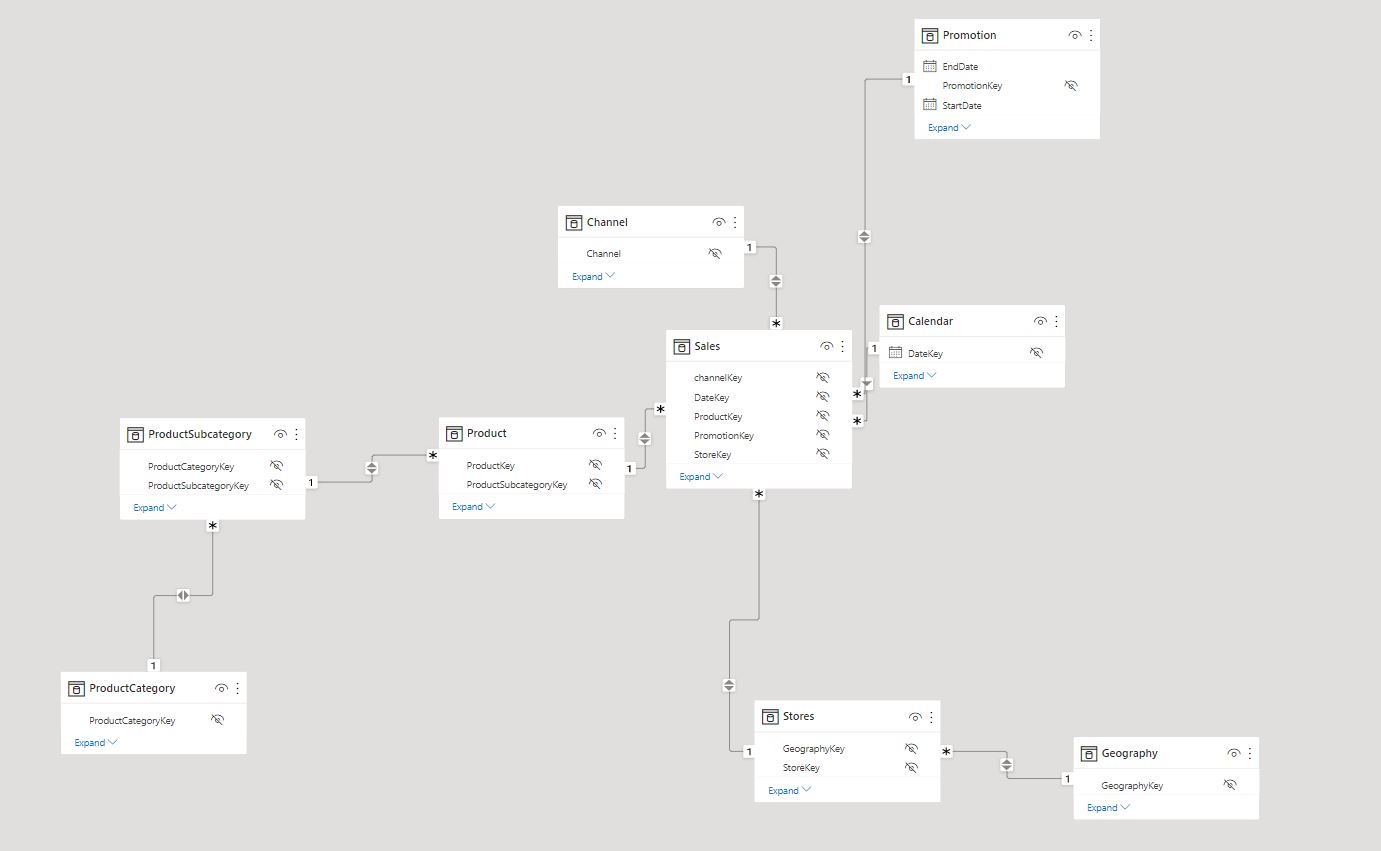 Promotion
EndDate
PromotionKey
StartDate
Expand
1
Channel
Channel
Expand
1
*
Calendar
DateKey
Expand
1
Sales
channelKey
DateKey
ProductKey
PromotionKey
StoreKey
Expand
*
*
*
*
ProductSubcategory
ProductCategoryKey
ProductSubcategoryKey
Expand
1
*
Product
ProductKey
ProductSubcategoryKey
Expand
*
1
1
ProductCategory
ProductCategoryKey
Expand
Stores
GeographyKey
StoreKey
Expand
1
*
Geography
GeographyKey
Expand
1